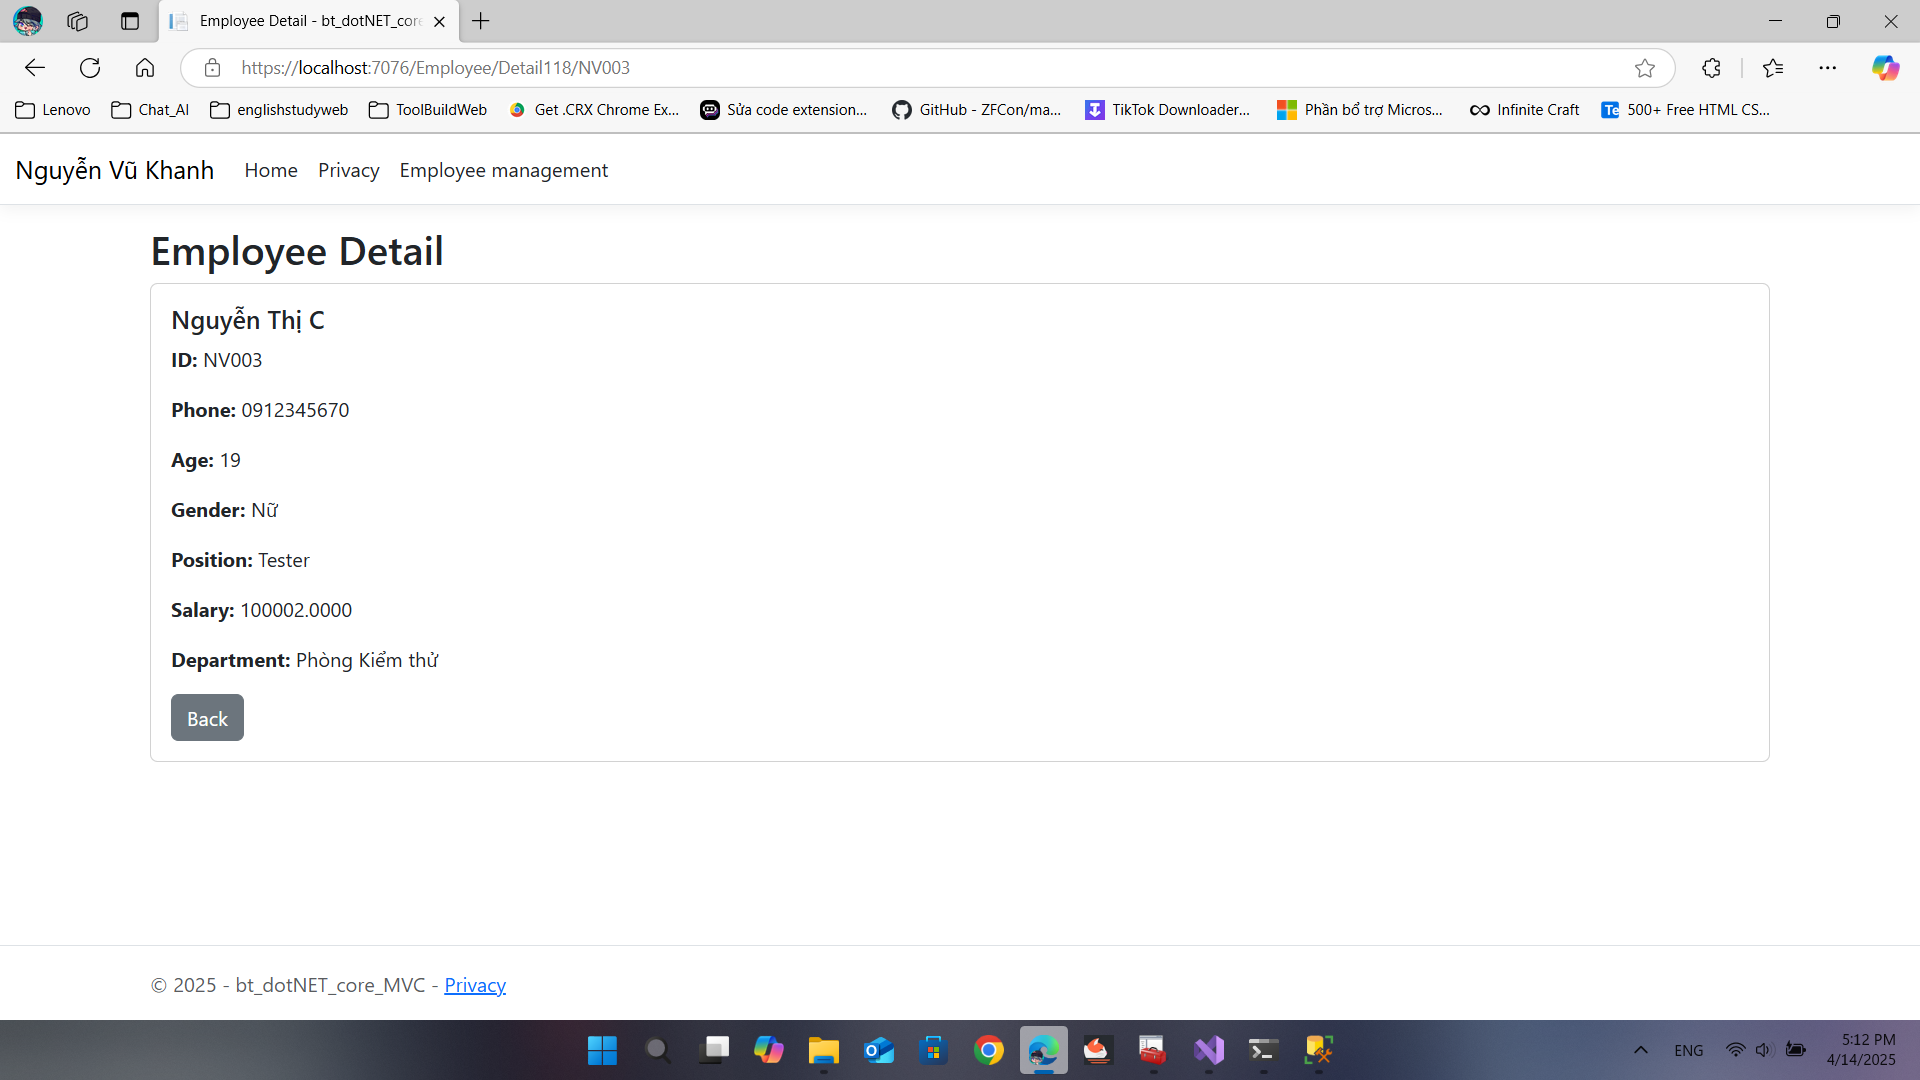 Employee Detail - bt_dotNET_core
https://localhost:7076/Employee/Detail118/NV003
Lenovo Chat_AI englishstudyweb ToolBuildWeb Get .CRX Chrome Ex... Sửa code extension... GitHub - ZFCon/ma... TikTok Downloader... Phần bổ trợ Micros... Infinite Craft Te 500+ Free HTML CS...
Nguyễn Vũ Khanh Home Privacy Employee management
Employee Detail
Nguyễn Thị C
ID: NV003
Phone: 0912345670
Age: 19
Gender: Nữ
Position: Tester
Salary: 100002.0000
Department: Phòng Kiểm thử
Back
© 2025 - bt_dotNET_core_MVC - Privacy
ENG 5:12 PM
4/14/2025